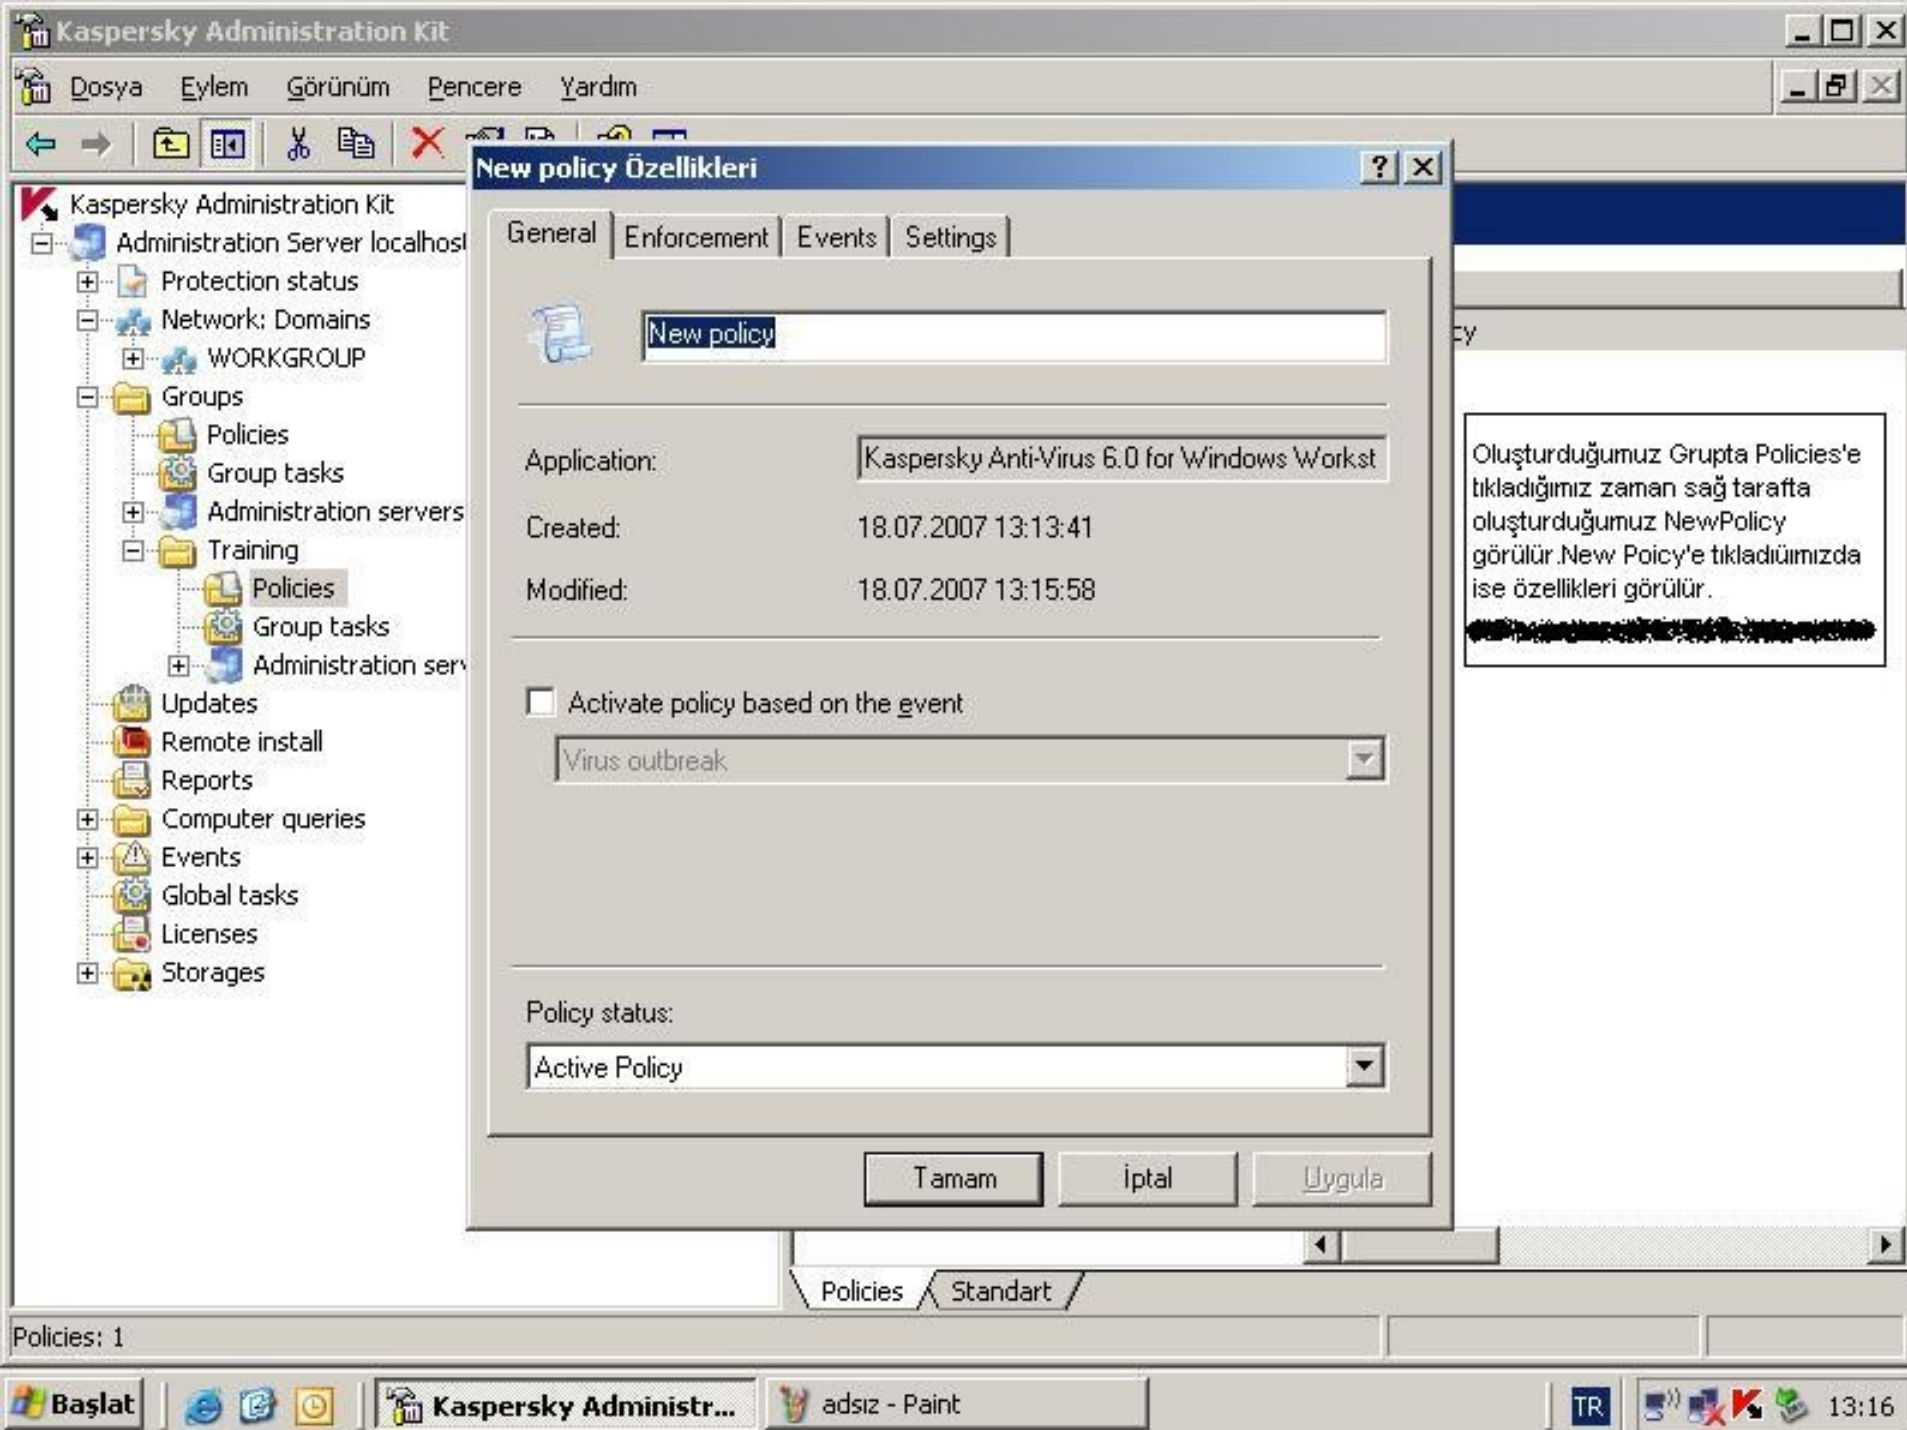 Kaspersky Administration Kit
Dosya Eylem Görünüm Pencere Yardım
Kaspersky Administration Kit
Administration Server localhost
Protection status
Network: Domains
WORKGROUP
Groups
Policies
Group tasks
Administration servers
Training
Policies
Group tasks
Administration serv
Updates
Remote install
Reports
Computer queries
Events
Global tasks
Licenses
Storages
New policy Özellikleri
General Enforcement Events Settings
New policy
Application: Kaspersky Anti-Virus 6.0 for Windows Workst
Created: 18.07.2007 13:13:41
Modified: 18.07.2007 13:15:58
Activate policy based on the event
Virus outbreak
Policy status:
Active Policy
Tamam İptal Uygula
cy
Oluşturduğumuz Grupta Policies'e
tıkladığımız zaman sağ tarafta
oluşturduğumuz NewPolicy
görülür.New Poicy'e tıkladıüımızda
ise özellikleri görülür.
Policies Standart
Policies: 1
Başlat Kaspersky Administr... adsız - Paint TR 13:16